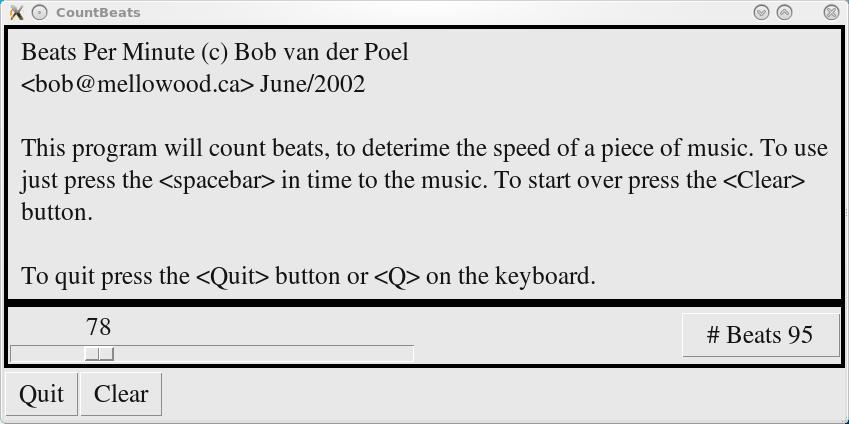 CountBeats
Beats Per Minute (c) Bob van der Poel
<bob@mellowood.ca> June/2002
This program will count beats, to deterime the speed of a piece of music. To use
just press the <spacebar> in time to the music. To start over press the <Clear>
button.
To quit press the <Quit> button or <Q> on the keyboard.
78
# Beats 95
Quit Clear